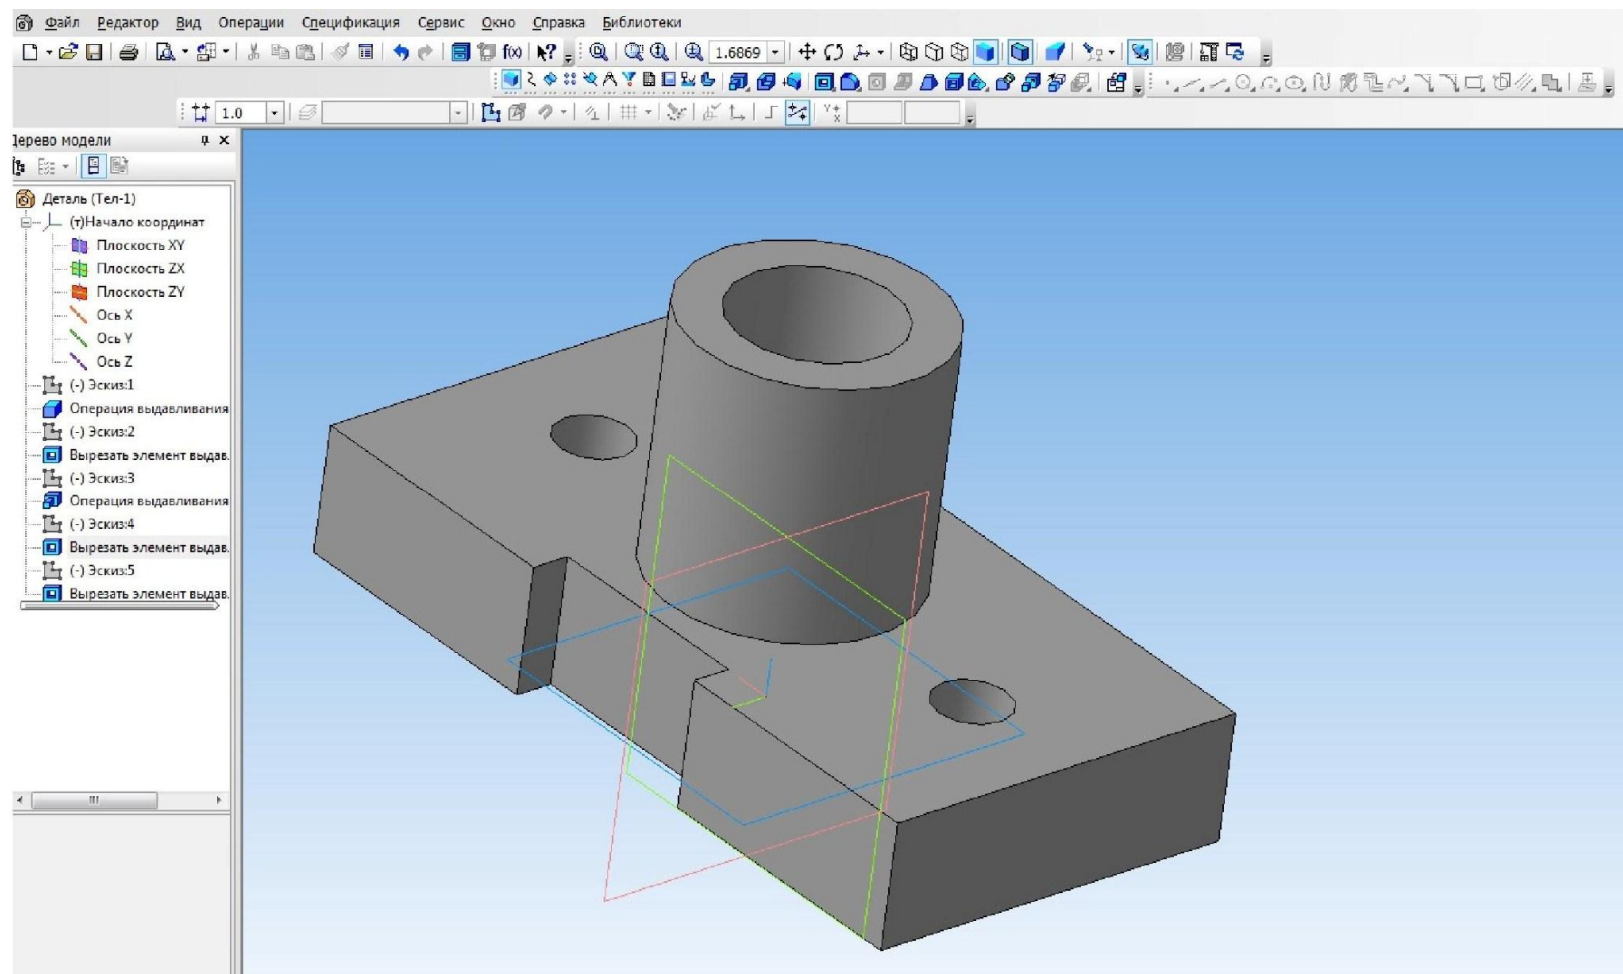 Файл Редактор Вид Операции Спецификация Сервис Окно Справка Библиотеки
f(x) 1.6869
1.0
Дерево модели
Деталь (Тел-1)
(т)Начало координат
Плоскость XY
Плоскость ZX
Плоскость ZY
Ось X
Ось Y
Ось Z
(-) Эскиз:1
Операция выдавливания
(-) Эскиз:2
Вырезать элемент выдав.
(-) Эскиз:3
Операция выдавливания
(-) Эскиз:4
Вырезать элемент выдав.
(-) Эскиз:5
Вырезать элемент выдав.